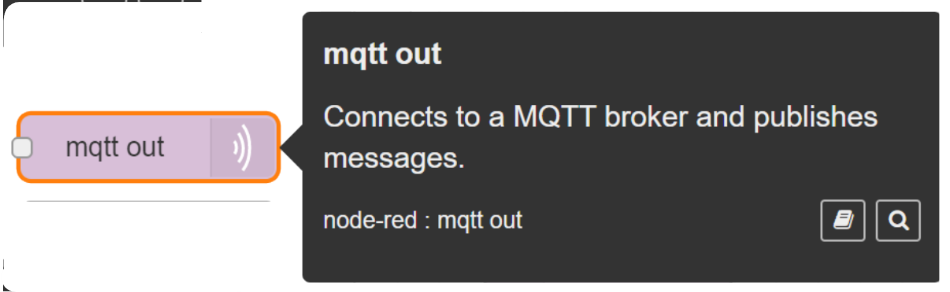 mqtt out
mqtt out
Connects to a MQTT broker and publishes
messages.
node-red : mqtt out